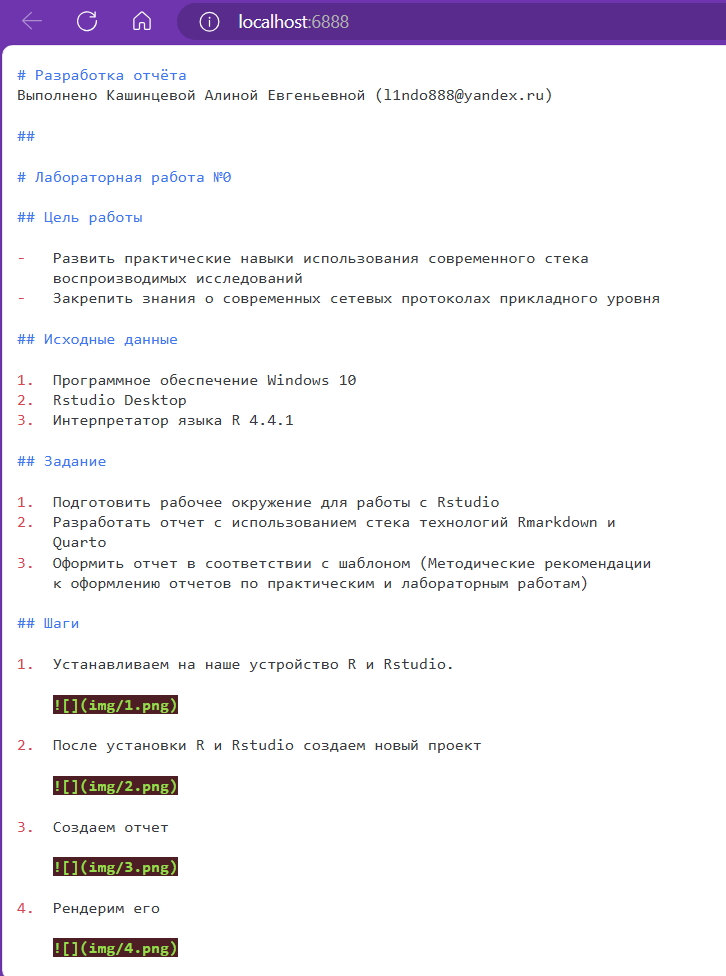 localhost:6888
# Разработка отчёта
Выполнено Кашинцевой Алиной Евгеньевной (l1ndo888@yandex.ru)
##
# Лабораторная работа №0
## Цель работы
-   Развить практические навыки использования современного стека
воспроизводимых исследований
-   Закрепить знания о современных сетевых протоколах прикладного уровня
## Исходные данные
1.  Программное обеспечение Windows 10
2.  Rstudio Desktop
3.  Интерпретатор языка R 4.4.1
## Задание
1.  Подготовить рабочее окружение для работы с Rstudio
2.  Разработать отчет с использованием стека технологий Rmarkdown и
Quarto
3.  Оформить отчет в соответствии с шаблоном (Методические рекомендации
к оформлению отчетов по практическим и лабораторным работам)
## Шаги
1.  Устанавливаем на наше устройство R и Rstudio.
![](img/1.png)
2.  После установки R и Rstudio создаем новый проект
![](img/2.png)
3.  Создаем отчет
![](img/3.png)
4.  Рендерим его
![](img/4.png)